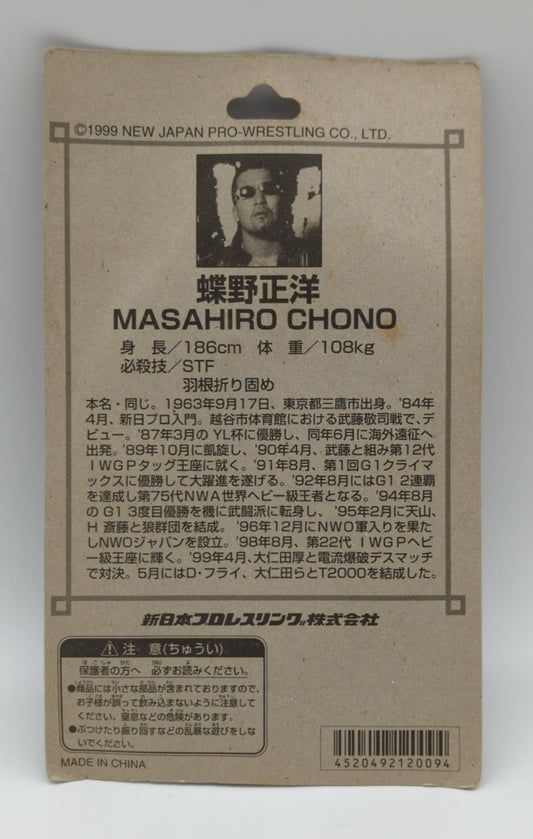 ©1999 NEW JAPAN PRO-WRESTLING CO., LTD.
蝶野正洋
MASAHIRO CHONO
身　長／186cm　体　重／108kg
必殺技／STF
羽根折り固め
本名・同じ。1963年9月17日、東京都三鷹市出身。'84年
4月、新日プロ入門。越谷市体育館における武藤敬司戦で、デ
ビュー。'87年3月の YL杯に優勝し、同年6月に海外遠征へ
出発。'89年10月に凱旋し、'90年4月、武藤と組み第12代
IWGPタッグ王座に就く。'91年8月、第1回G1クライマ
ックスに優勝して大躍進を遂げる。'92年8月にはG1 2連覇
を達成し第75代NWA世界ヘビー級王者となる。'94年8月
のG1 3度目優勝を機に武闘派に転身し、'95年2月に天山、
H 斎藤と狼群団を結成。'96年12月にNWO軍入りを果た
しNWOジャパンを設立。'98年8月、第22代 IWGPヘビ
ー級王座に輝く。'99年4月、大仁田厚と電流爆破デスマッチ
で対決。5月にはD・フライ、大仁田らとT2000を結成した。
新日本プロレスリング株式会社
注 意(ちゅうい)
保護者の方へ 必ずお読みください。
●商品には小さな部品が含まれておりますので、
お子様が誤って飲み込まないように注意して
ください。窒息などの危険があります。
●ぶつけたり振り回すなどの乱暴な遊びをしな
いでください。
MADE IN CHINA
4520492120094